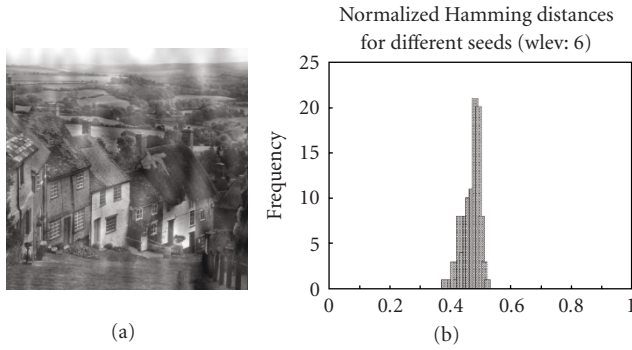 Normalized Hamming distances
for different seeds (wlev: 6)
25
20
15
10
5
0
Frequency
0 0.2 0.4 0.6 0.8 1
(a)
(b)